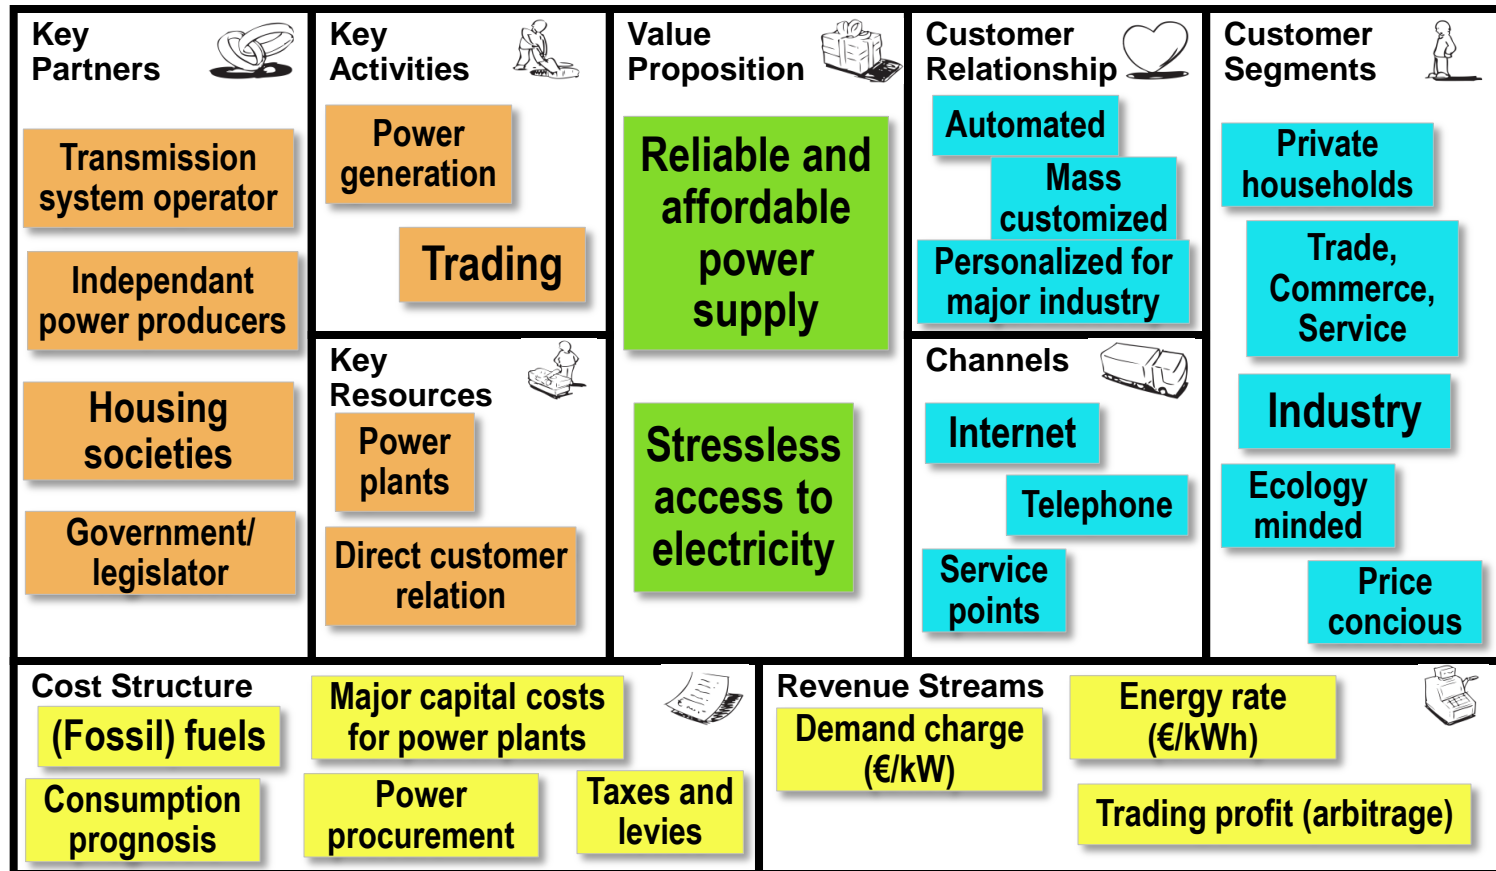 Key
Partners
Transmission
system operator
Independant
power producers
Housing
societies
Government/
legislator
Key
Activities
Power
generation
Trading
Key
Resources
Power
plants
Direct customer
relation
Value
Proposition
Reliable and
affordable
power
supply
Stressless
access to
electricity
Customer
Relationship
Automated
Mass
customized
Personalized for
major industry
Channels
Internet
Telephone
Service
points
Customer
Segments
Private
households
Trade,
Commerce,
Service
Industry
Ecology
minded
Price
concious
Cost Structure
(Fossil) fuels
Major capital costs
for power plants
Consumption
prognosis
Power
procurement
Taxes and
levies
Revenue Streams
Demand charge
(€/kW)
Energy rate
(€/kWh)
Trading profit (arbitrage)